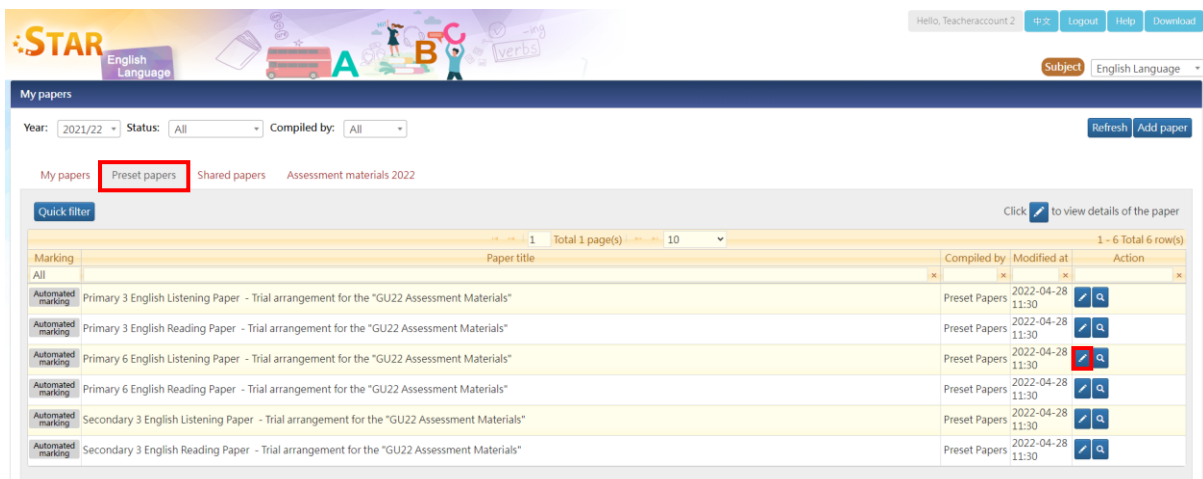 Hello, Teacheraccount 2 中文 Logout Help Download
STAR
English
Language
A B C
-ing
verbs
Subject English Language
My papers
Year: 2021/22 Status: All Compiled by: All Refresh Add paper
My papers Preset papers Shared papers Assessment materials 2022
Quick filter Click to view details of the paper
1 Total 1 page(s) 10 1 - 6 Total 6 row(s)
Marking Paper title Compiled by Modified at Action
All × × × ×
Automated marking Primary 3 English Listening Paper - Trial arrangement for the "GU22 Assessment Materials" Preset Papers 2022-04-28 11:30
Automated marking Primary 3 English Reading Paper - Trial arrangement for the "GU22 Assessment Materials" Preset Papers 2022-04-28 11:30
Automated marking Primary 6 English Listening Paper - Trial arrangement for the "GU22 Assessment Materials" Preset Papers 2022-04-28 11:30
Automated marking Primary 6 English Reading Paper - Trial arrangement for the "GU22 Assessment Materials" Preset Papers 2022-04-28 11:30
Automated marking Secondary 3 English Listening Paper - Trial arrangement for the "GU22 Assessment Materials" Preset Papers 2022-04-28 11:30
Automated marking Secondary 3 English Reading Paper - Trial arrangement for the "GU22 Assessment Materials" Preset Papers 2022-04-28 11:30